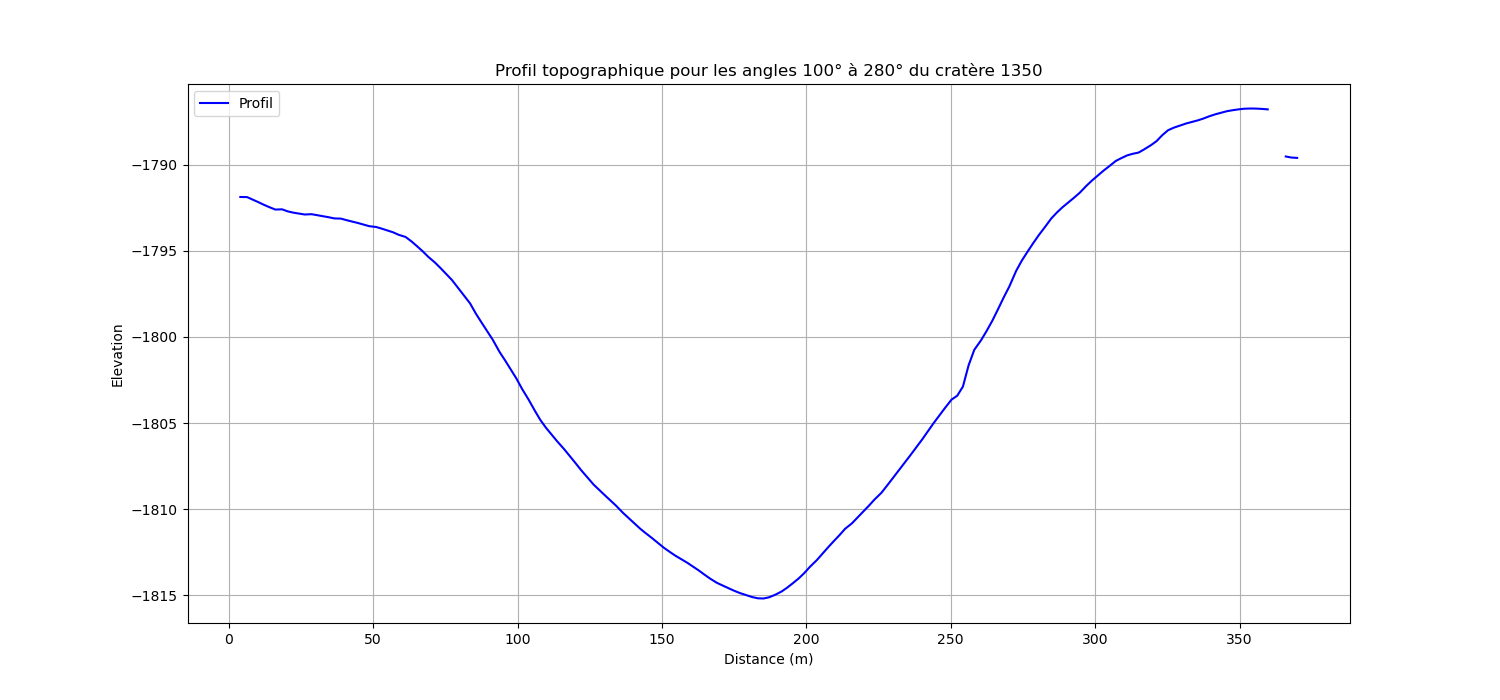 Profil topographique pour les angles 100° à 280° du cratère 1350
Profil
−1790
−1795
−1800
−1805
−1810
−1815
Elevation
0 50 100 150 200 250 300 350
Distance (m)